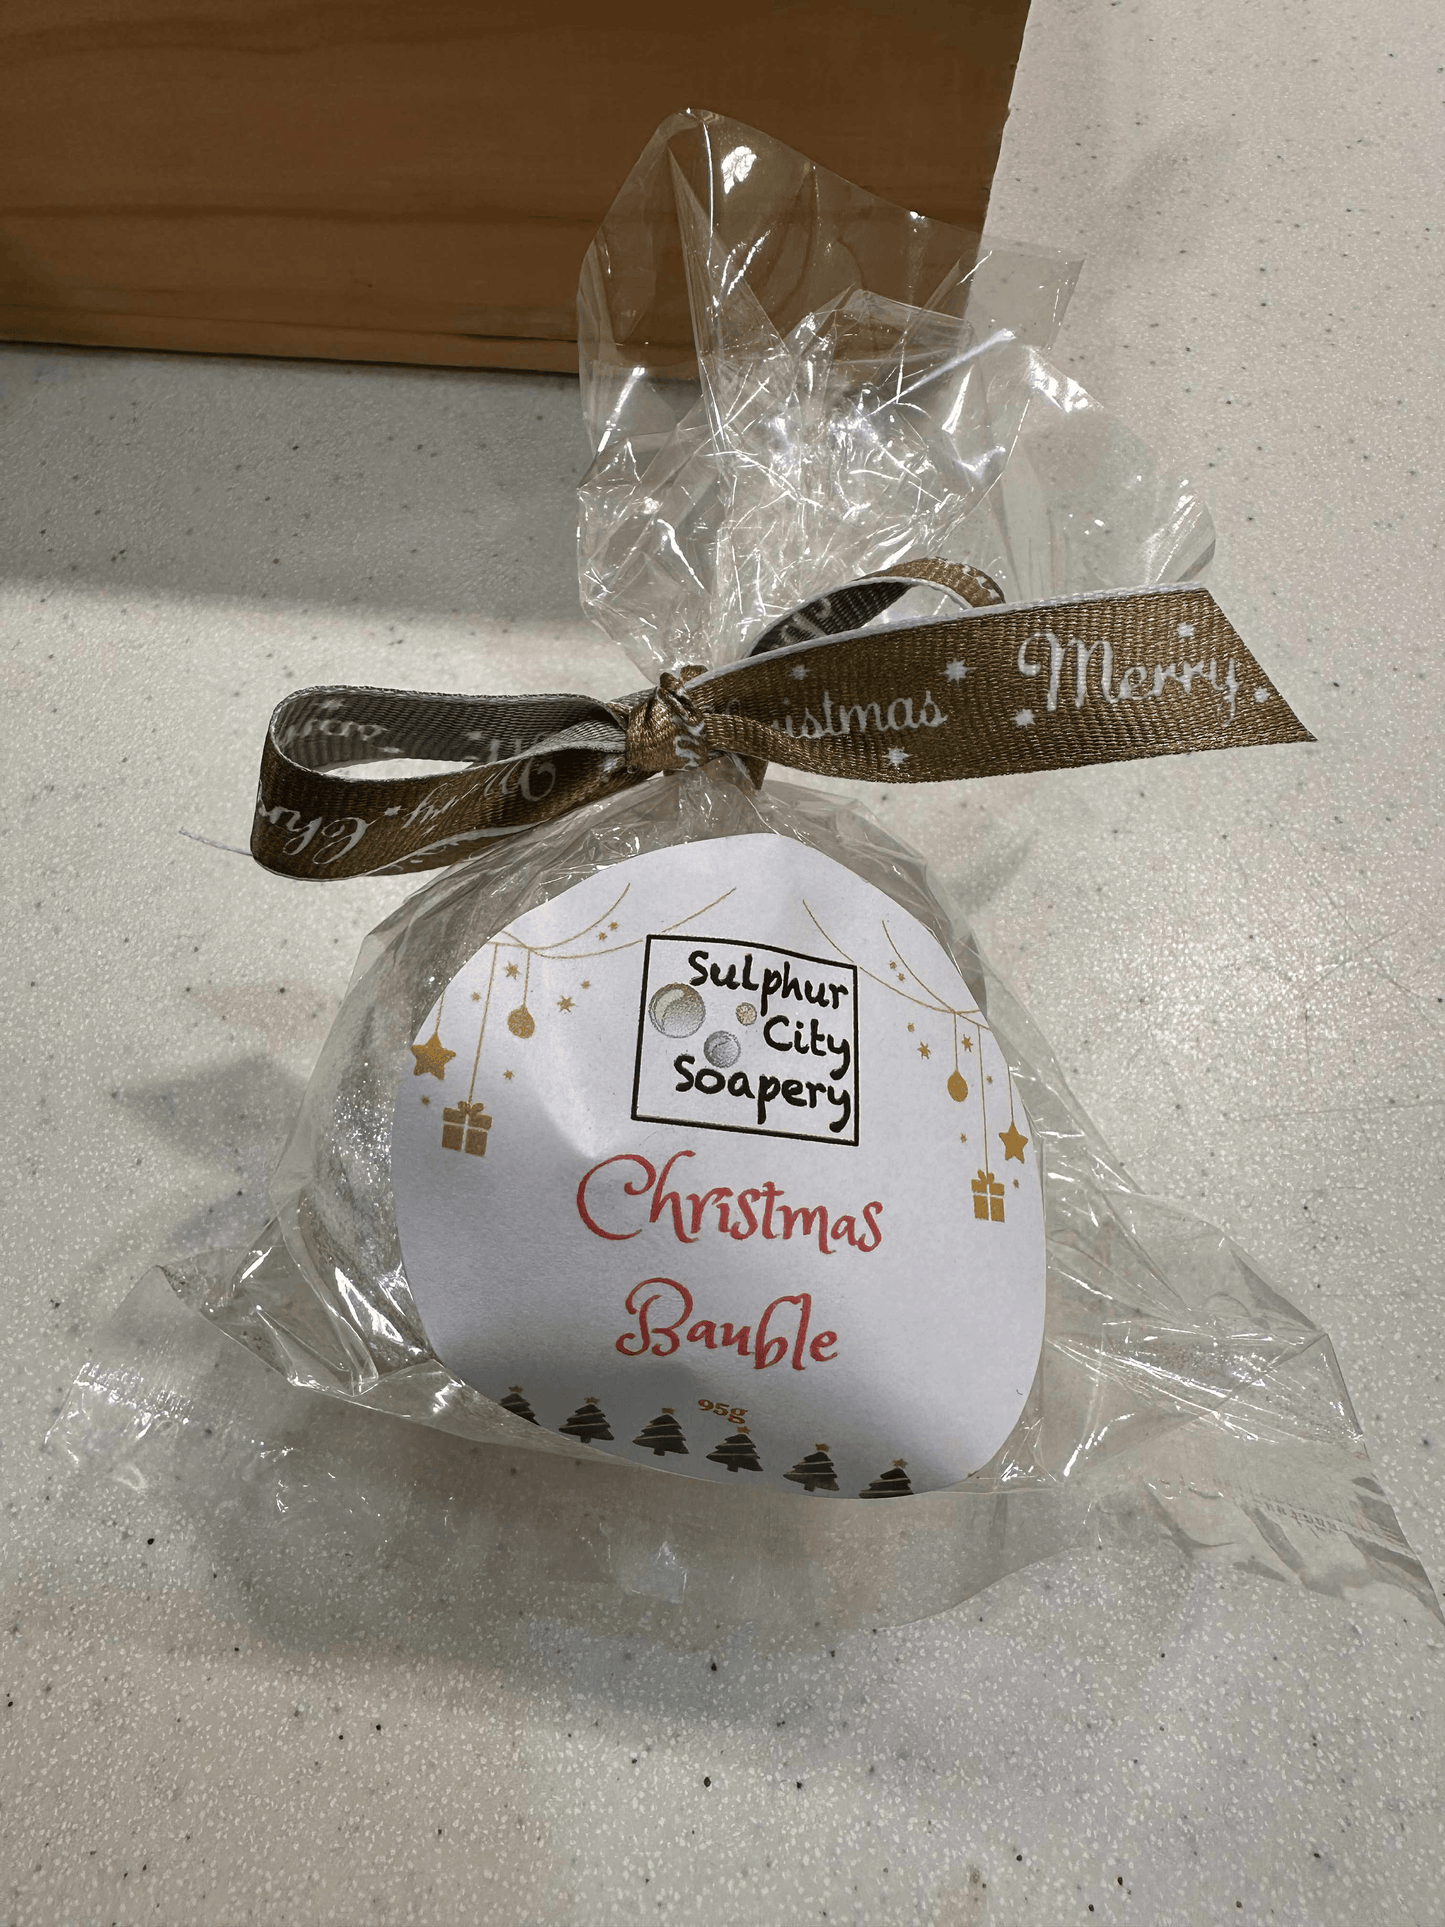 Merry
Christmas
Sulphur
City
Soapery
Christmas
Bauble
95g